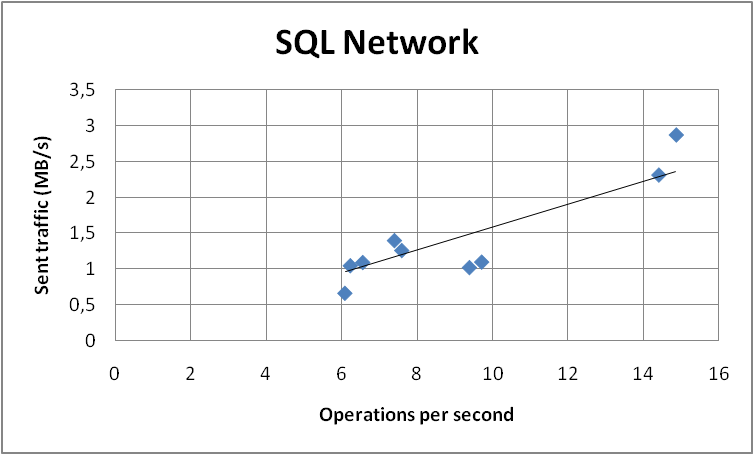 SQL Network
3,5
3
2,5
2
1,5
1
0,5
0
Sent traffic (MB/s)
0 2 4 6 8 10 12 14 16
Operations per second